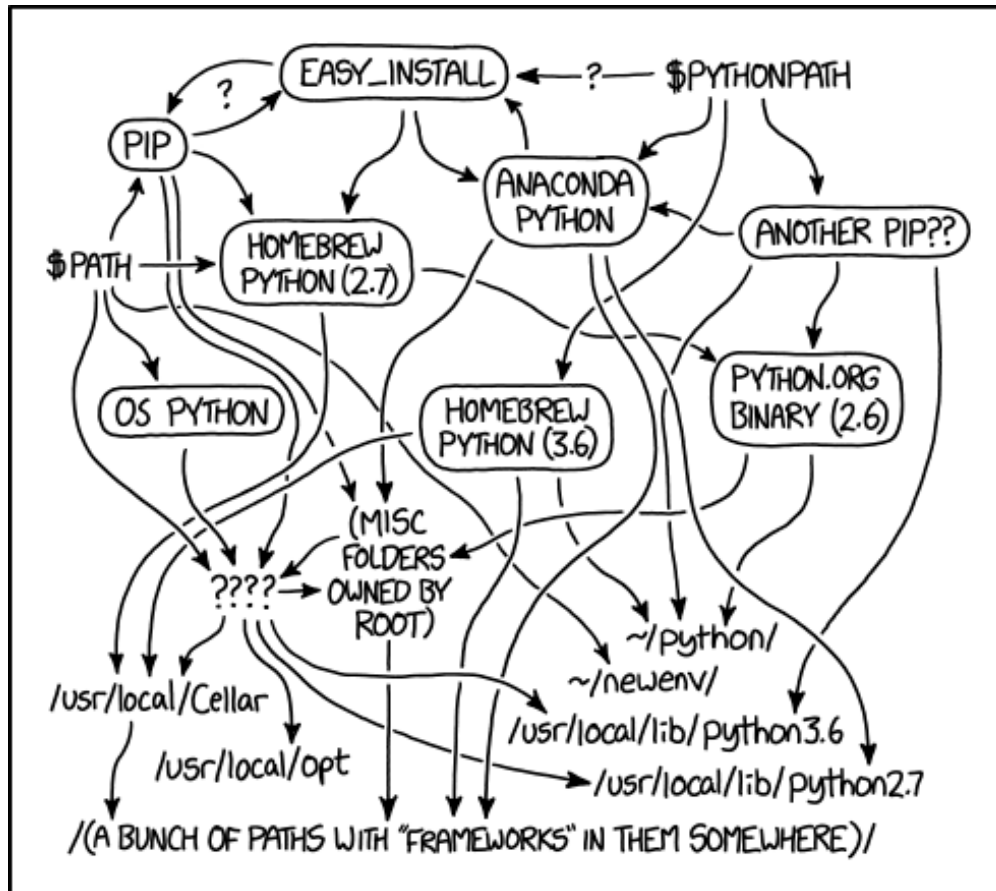 EASY_INSTALL
?
$PYTHONPATH
?
PIP
ANACONDA
PYTHON
HOMEBREW
PYTHON (2.7)
ANOTHER PIP??
$PATH
PYTHON.ORG
BINARY (2.6)
OS PYTHON
HOMEBREW
PYTHON (3.6)
(MISC
FOLDERS
OWNED BY
ROOT)
????
~/python/
~/newenv/
/usr/local/Cellar
/usr/local/lib/python3.6
/usr/local/opt
/usr/local/lib/python2.7
/(A BUNCH OF PATHS WITH "FRAMEWORKS" IN THEM SOMEWHERE)/